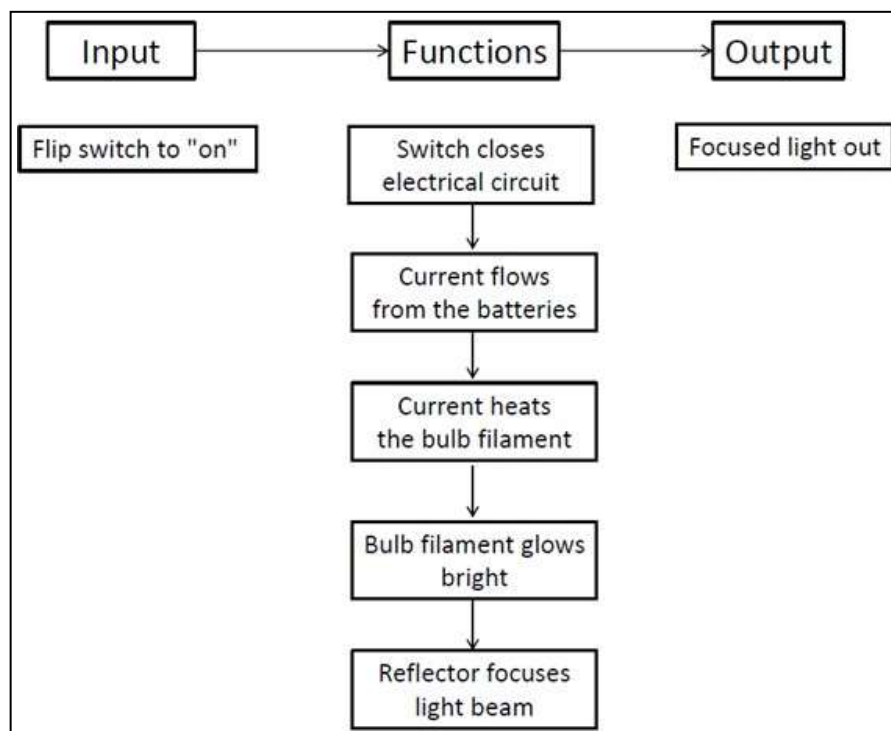 Input
Functions
Output
Flip switch to "on"
Switch closes
electrical circuit
Focused light out
Current flows
from the batteries
Current heats
the bulb filament
Bulb filament glows
bright
Reflector focuses
light beam